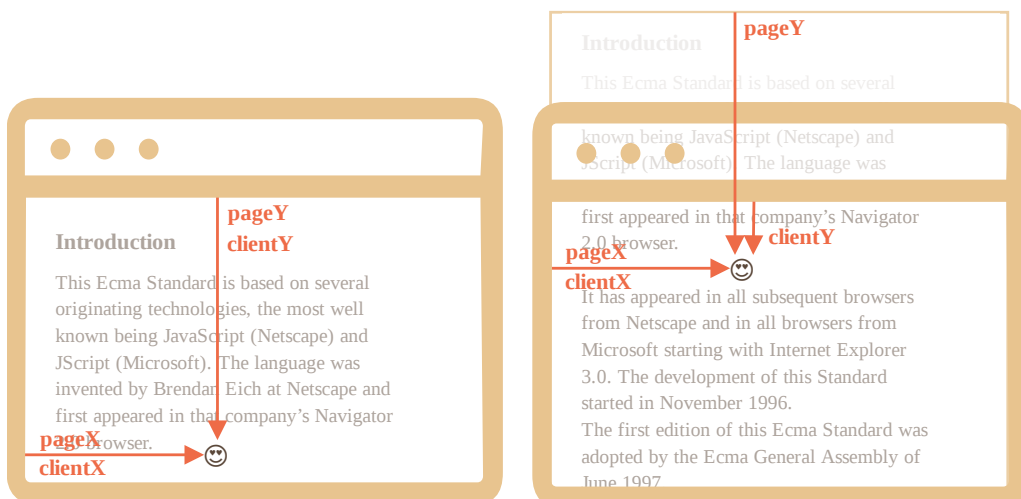 pageY
clientY
Introduction
This Ecma Standard is based on several
originating technologies, the most well
known being JavaScript (Netscape) and
JScript (Microsoft). The language was
invented by Brendan Eich at Netscape and
first appeared in that company’s Navigator
2.0 browser.
pageX
clientX
pageY
Introduction
This Ecma Standard is based on several
known being JavaScript (Netscape) and
JScript (Microsoft). The language was
first appeared in that company’s Navigator
2.0 browser.
clientY
pageX
clientX
It has appeared in all subsequent browsers
from Netscape and in all browsers from
Microsoft starting with Internet Explorer
3.0. The development of this Standard
started in November 1996.
The first edition of this Ecma Standard was
adopted by the Ecma General Assembly of
June 1997